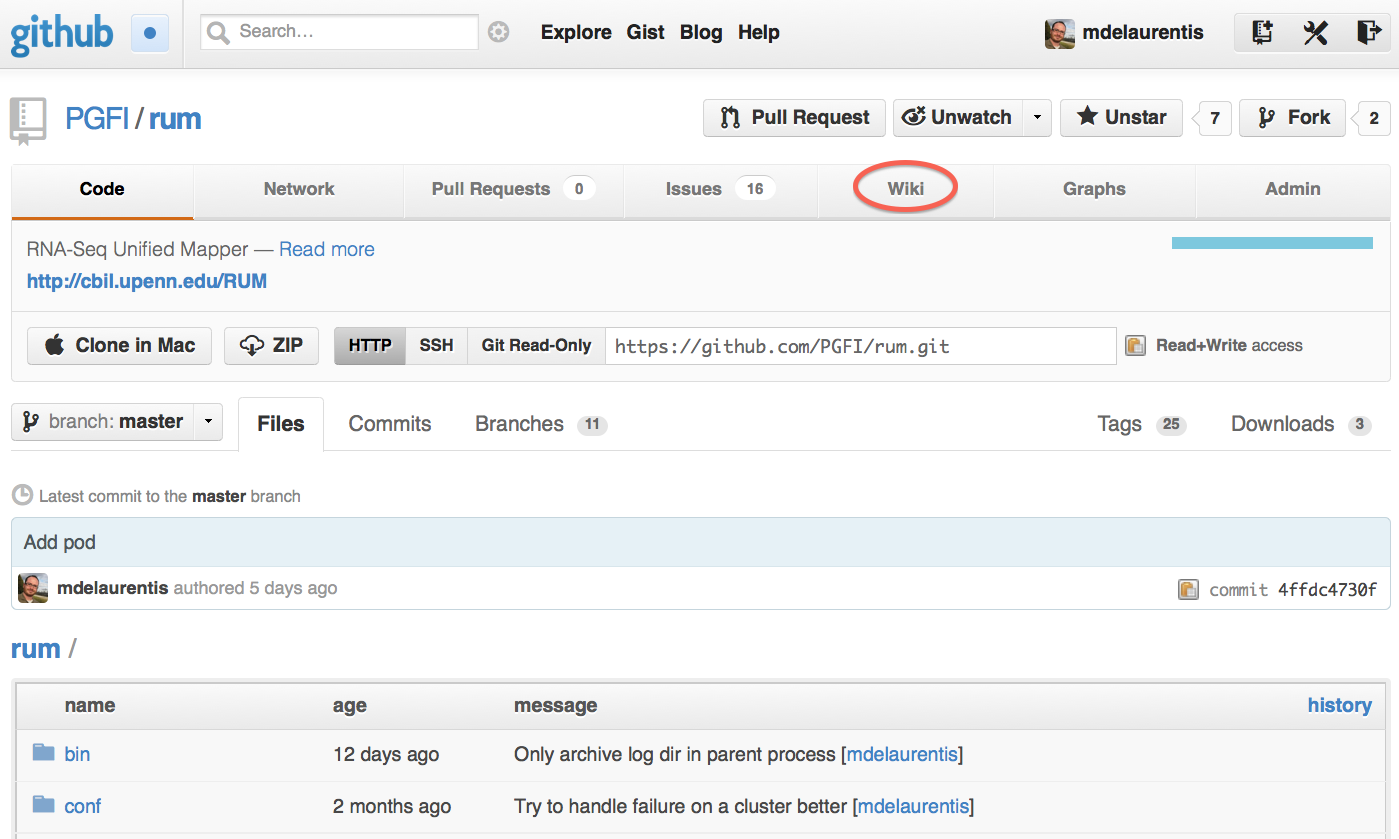 github Search... Explore Gist Blog Help mdelaurentis
PGFI / rum Pull Request Unwatch Unstar 7 Fork 2
Code Network Pull Requests 0 Issues 16 Wiki Graphs Admin
RNA-Seq Unified Mapper — Read more
http://cbil.upenn.edu/RUM
Clone in Mac ZIP HTTP SSH Git Read-Only https://github.com/PGFI/rum.git Read+Write access
branch: master Files Commits Branches 11 Tags 25 Downloads 3
Latest commit to the master branch
Add pod
mdelaurentis authored 5 days ago commit 4ffdc4730f
rum /
name age message history
bin 12 days ago Only archive log dir in parent process [mdelaurentis]
conf 2 months ago Try to handle failure on a cluster better [mdelaurentis]